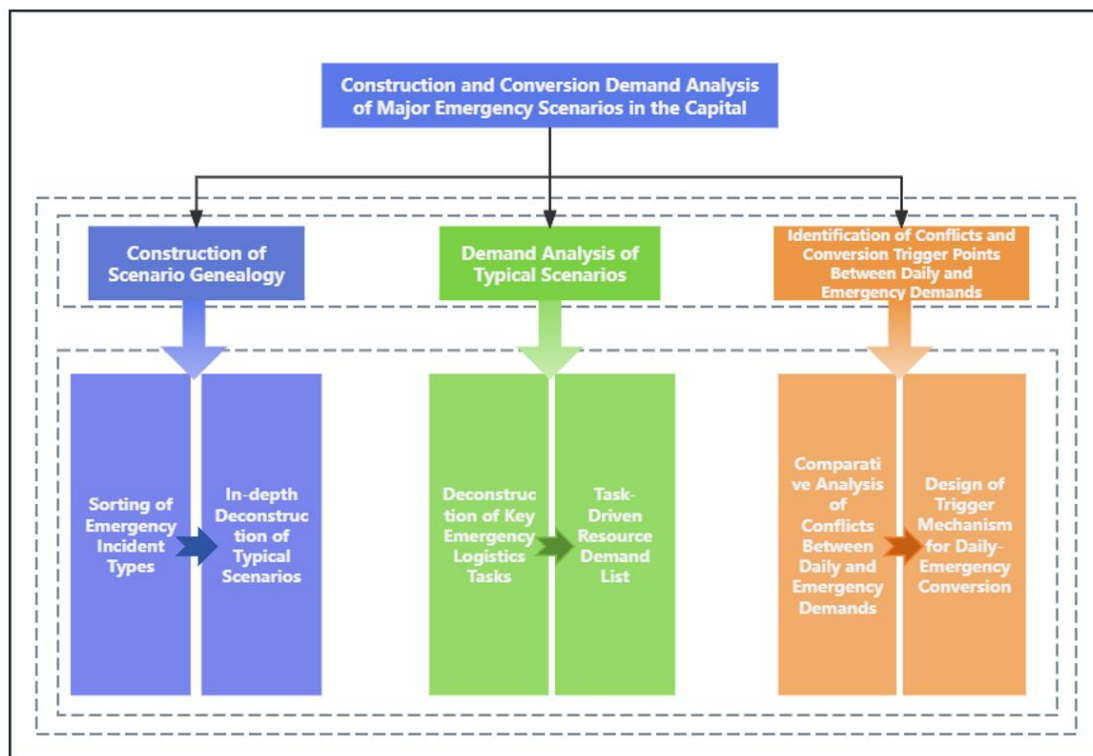 Construction and Conversion Demand Analysis
of Major Emergency Scenarios in the Capital
Construction of
Scenario Genealogy
Demand Analysis of
Typical Scenarios
Identification of Conflicts and
Conversion Trigger Points
Between Daily and
Emergency Demands
Sorting of
Emergency
Incident
Types
In-depth
Deconstruc
tion of
Typical
Scenarios
Deconstruc
tion of Key
Emergency
Logistics
Tasks
Task-
Driven
Resource
Demand
List
Comparati
ve Analysis
of
Conflicts
Between
Daily and
Emergency
Demands
Design of
Trigger
Mechanism
for Daily-
Emergency
Conversion